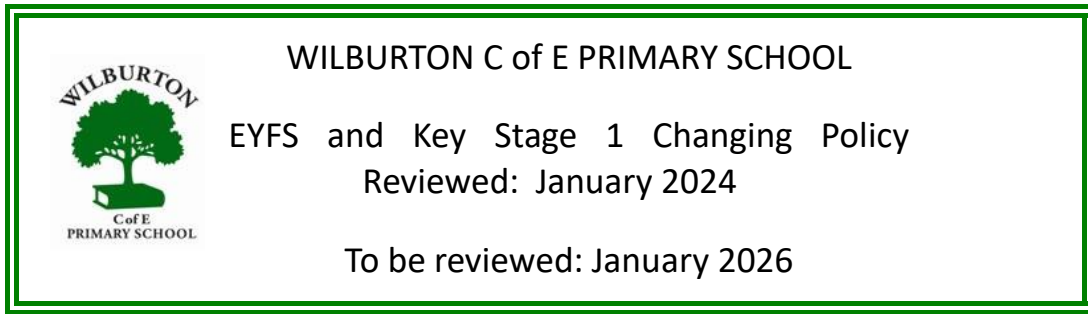 WILBURTON C of E PRIMARY SCHOOL
WILBURTON
EYFS and Key Stage 1 Changing Policy
Reviewed: January 2024
C of E
PRIMARY SCHOOL
To be reviewed: January 2026